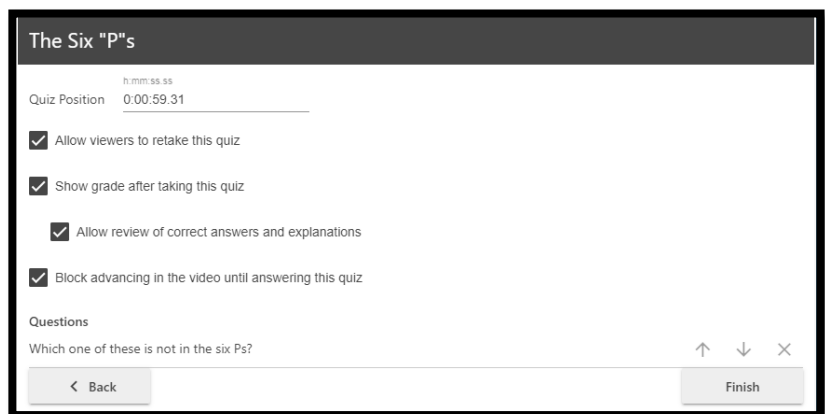 The Six "P"s
h:mm:ss.ss
Quiz Position 0:00:59.31
Allow viewers to retake this quiz
Show grade after taking this quiz
Allow review of correct answers and explanations
Block advancing in the video until answering this quiz
Questions
Which one of these is not in the six Ps?
Back Finish